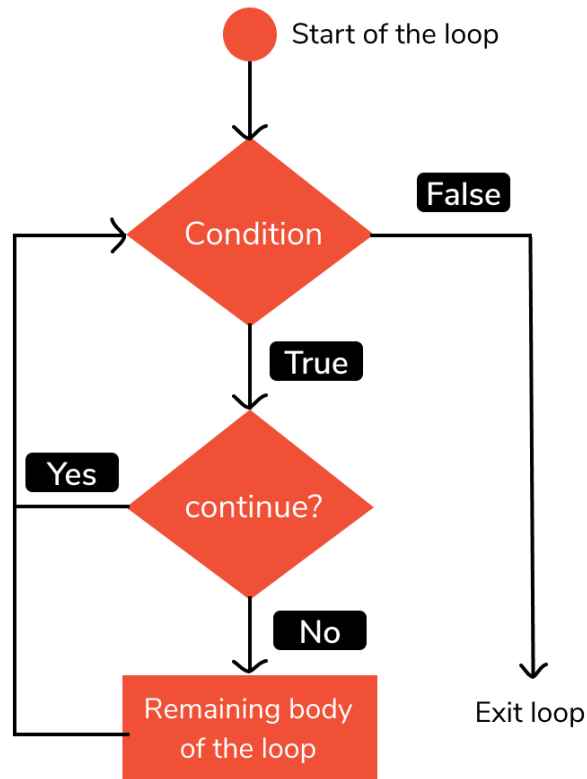 Start of the loop
False
Condition
True
Yes
continue?
No
Remaining body
of the loop
Exit loop